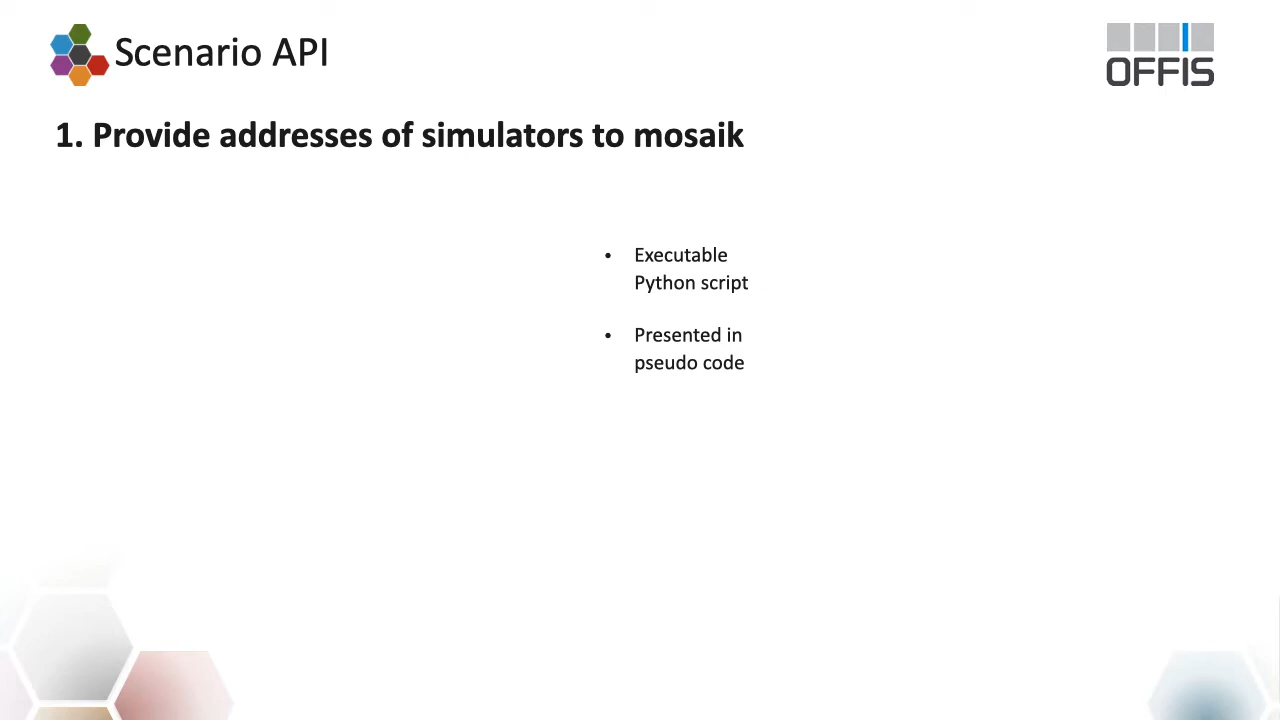 Scenario API
OFFIS
1. Provide addresses of simulators to mosaik
• Executable
Python script
• Presented in
pseudo code